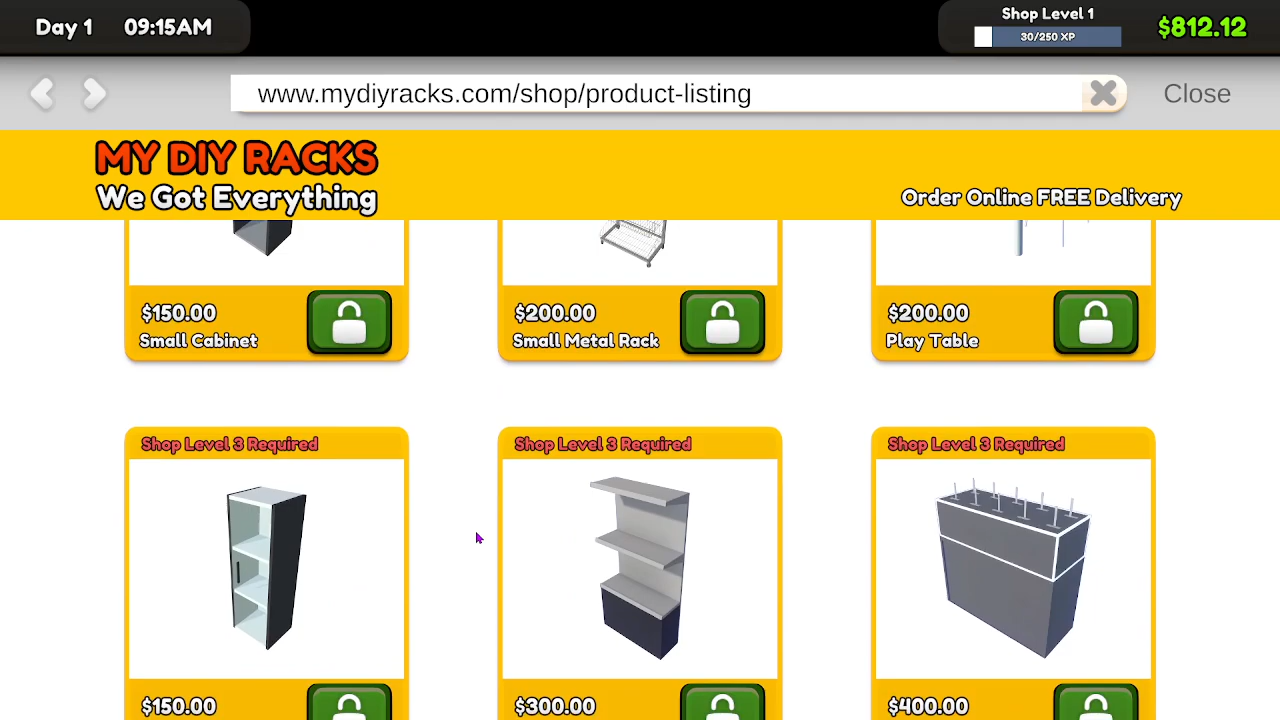 Day 1 09:15AM
Shop Level 1
30/250 XP
$812.12
www.mydiyracks.com/shop/product-listing
Close
MY DIY RACKS
We Got Everything
Order Online FREE Delivery
$150.00
Small Cabinet
$200.00
Small Metal Rack
$200.00
Play Table
Shop Level 3 Required
Shop Level 3 Required
Shop Level 3 Required
$150.00
$300.00
$400.00